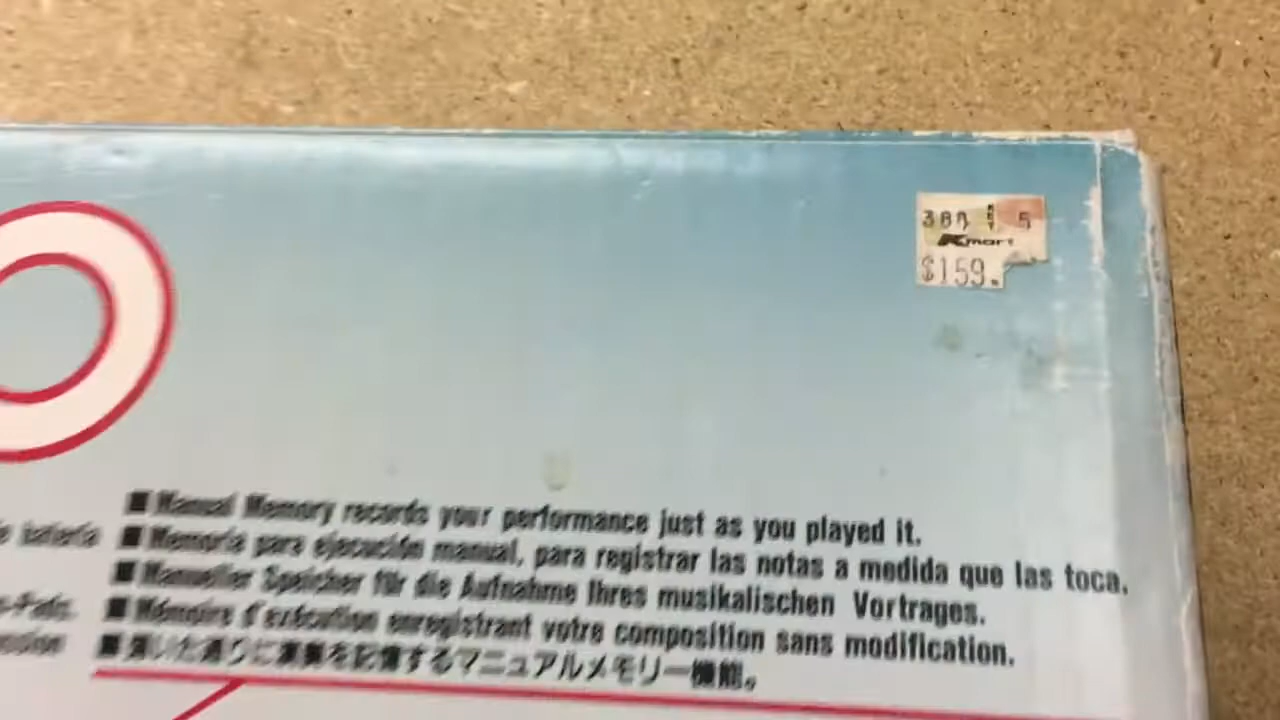 Kmart
$159.
■ Manual Memory records your performance just as you played it.
■ Memoria para ejecución manual, para registrar las notas a medida que las toca.
■ Manueller Speicher für die Aufnahme Ihres musikalischen Vortrages.
■ Mémoire d'exécution enregistrant votre composition sans modification.
■ 弾いた通りに演奏を記憶するマニュアルメモリー機能。
batería